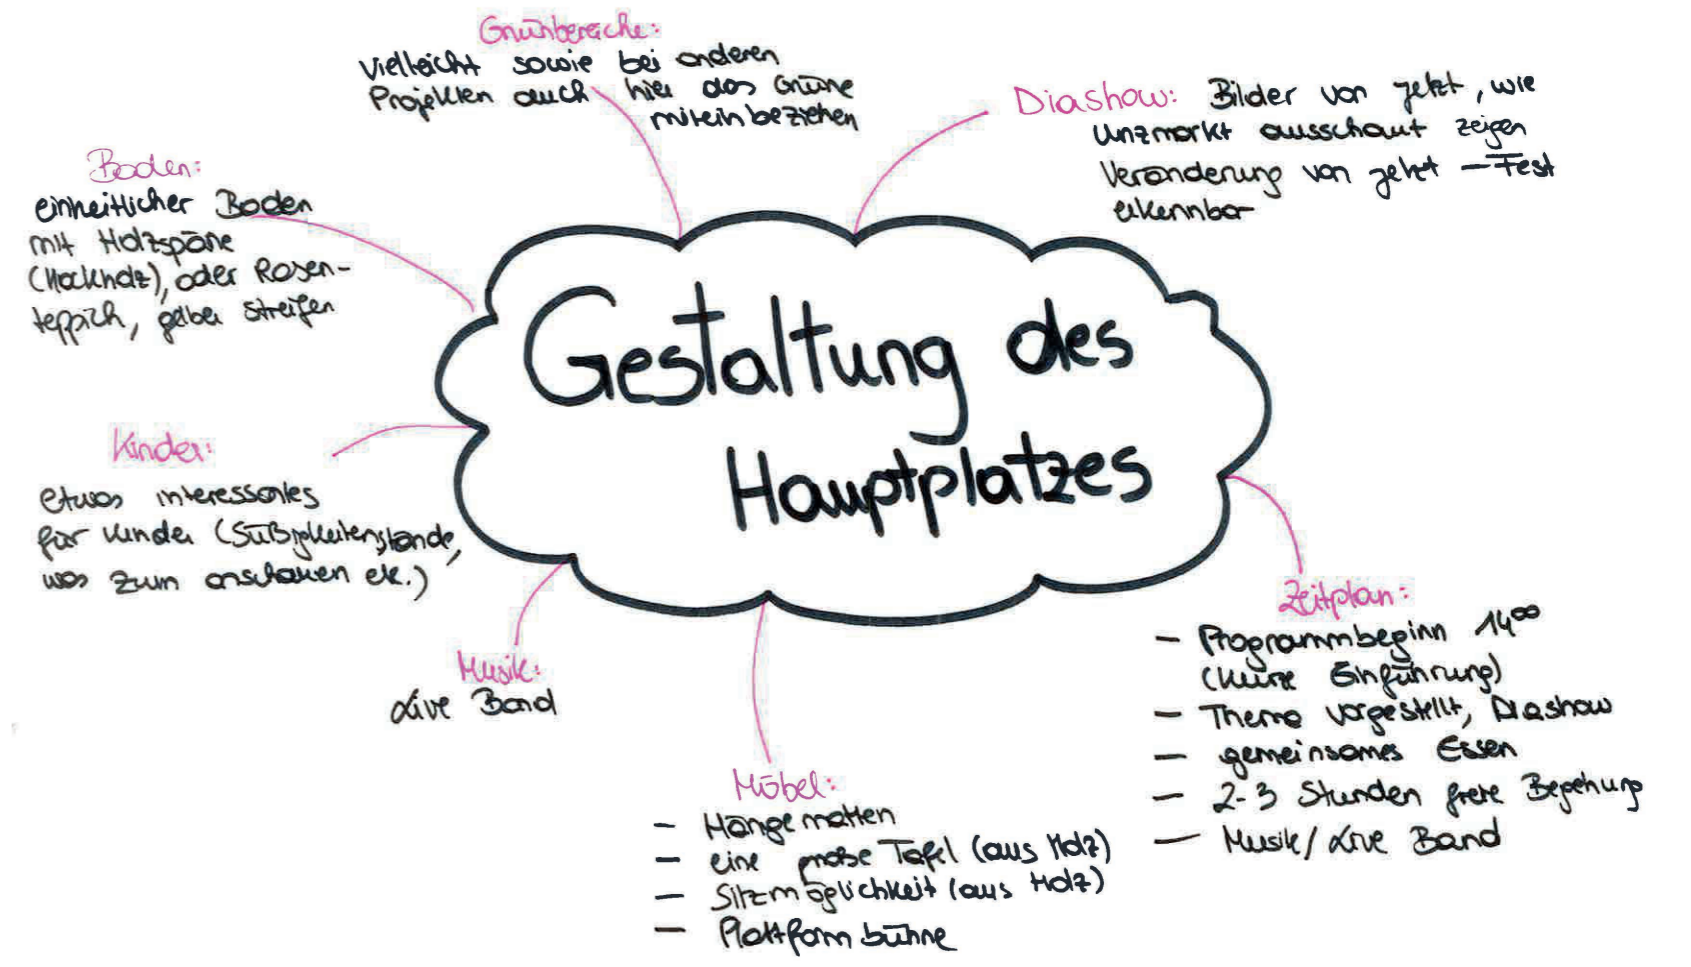 Grünbereiche:
vielleicht sowie bei anderen
Projekten auch hier das Grüne
miteinbeziehen
Diashow: Bilder von jetzt, wie
Unzmarkt ausschaut zeigen
Veränderung von jetzt – Fest
erkennbar
Boden:
einheitlicher Boden
mit Holzspäne
(Hackholz), oder Rasen-
teppich, gelber Streifen
Gestaltung des
Hauptplatzes
Kinder:
etwas interessantes
für Kinder (Süßigkeitenstände,
was zum anschauen etc.)
Musik:
Live Band
Möbel:
- Hängematten
- eine große Tafel (aus Holz)
- Sitzmöglichkeit (aus Holz)
- Plattformbühne
Zeitplan:
- Programmbeginn 14⁰⁰
(kurze Einführung)
- Thema vorgestellt, Diashow
- gemeinsames Essen
- 2-3 Stunden freie Begehung
- Musik/Live Band